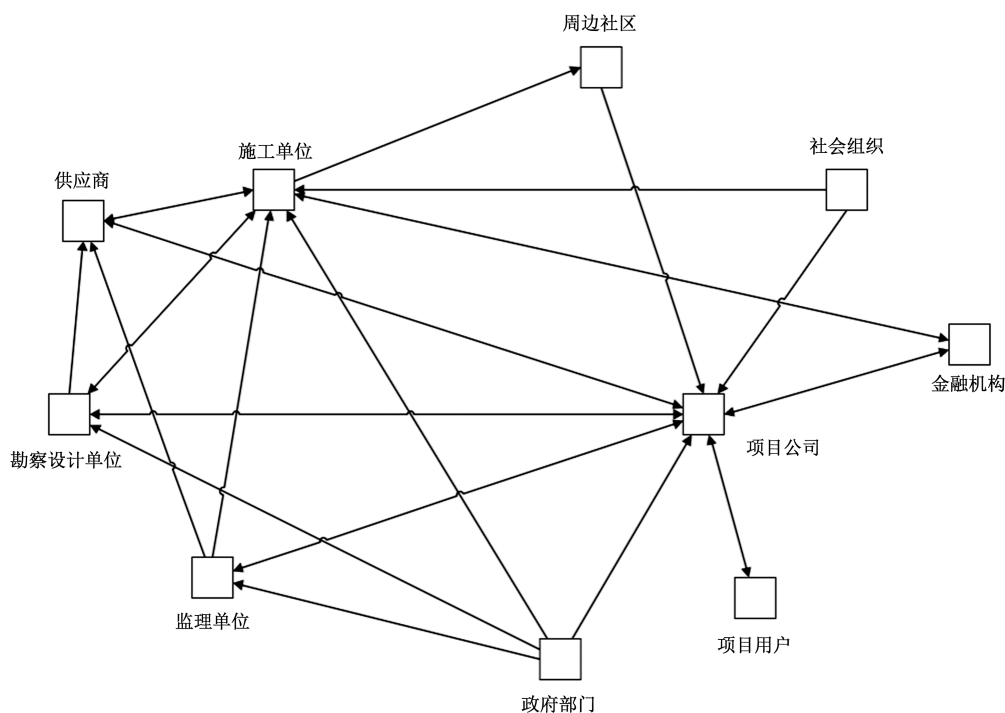 周边社区
施工单位
社会组织
供应商
金融机构
项目公司
勘察设计单位
监理单位
项目用户
政府部门